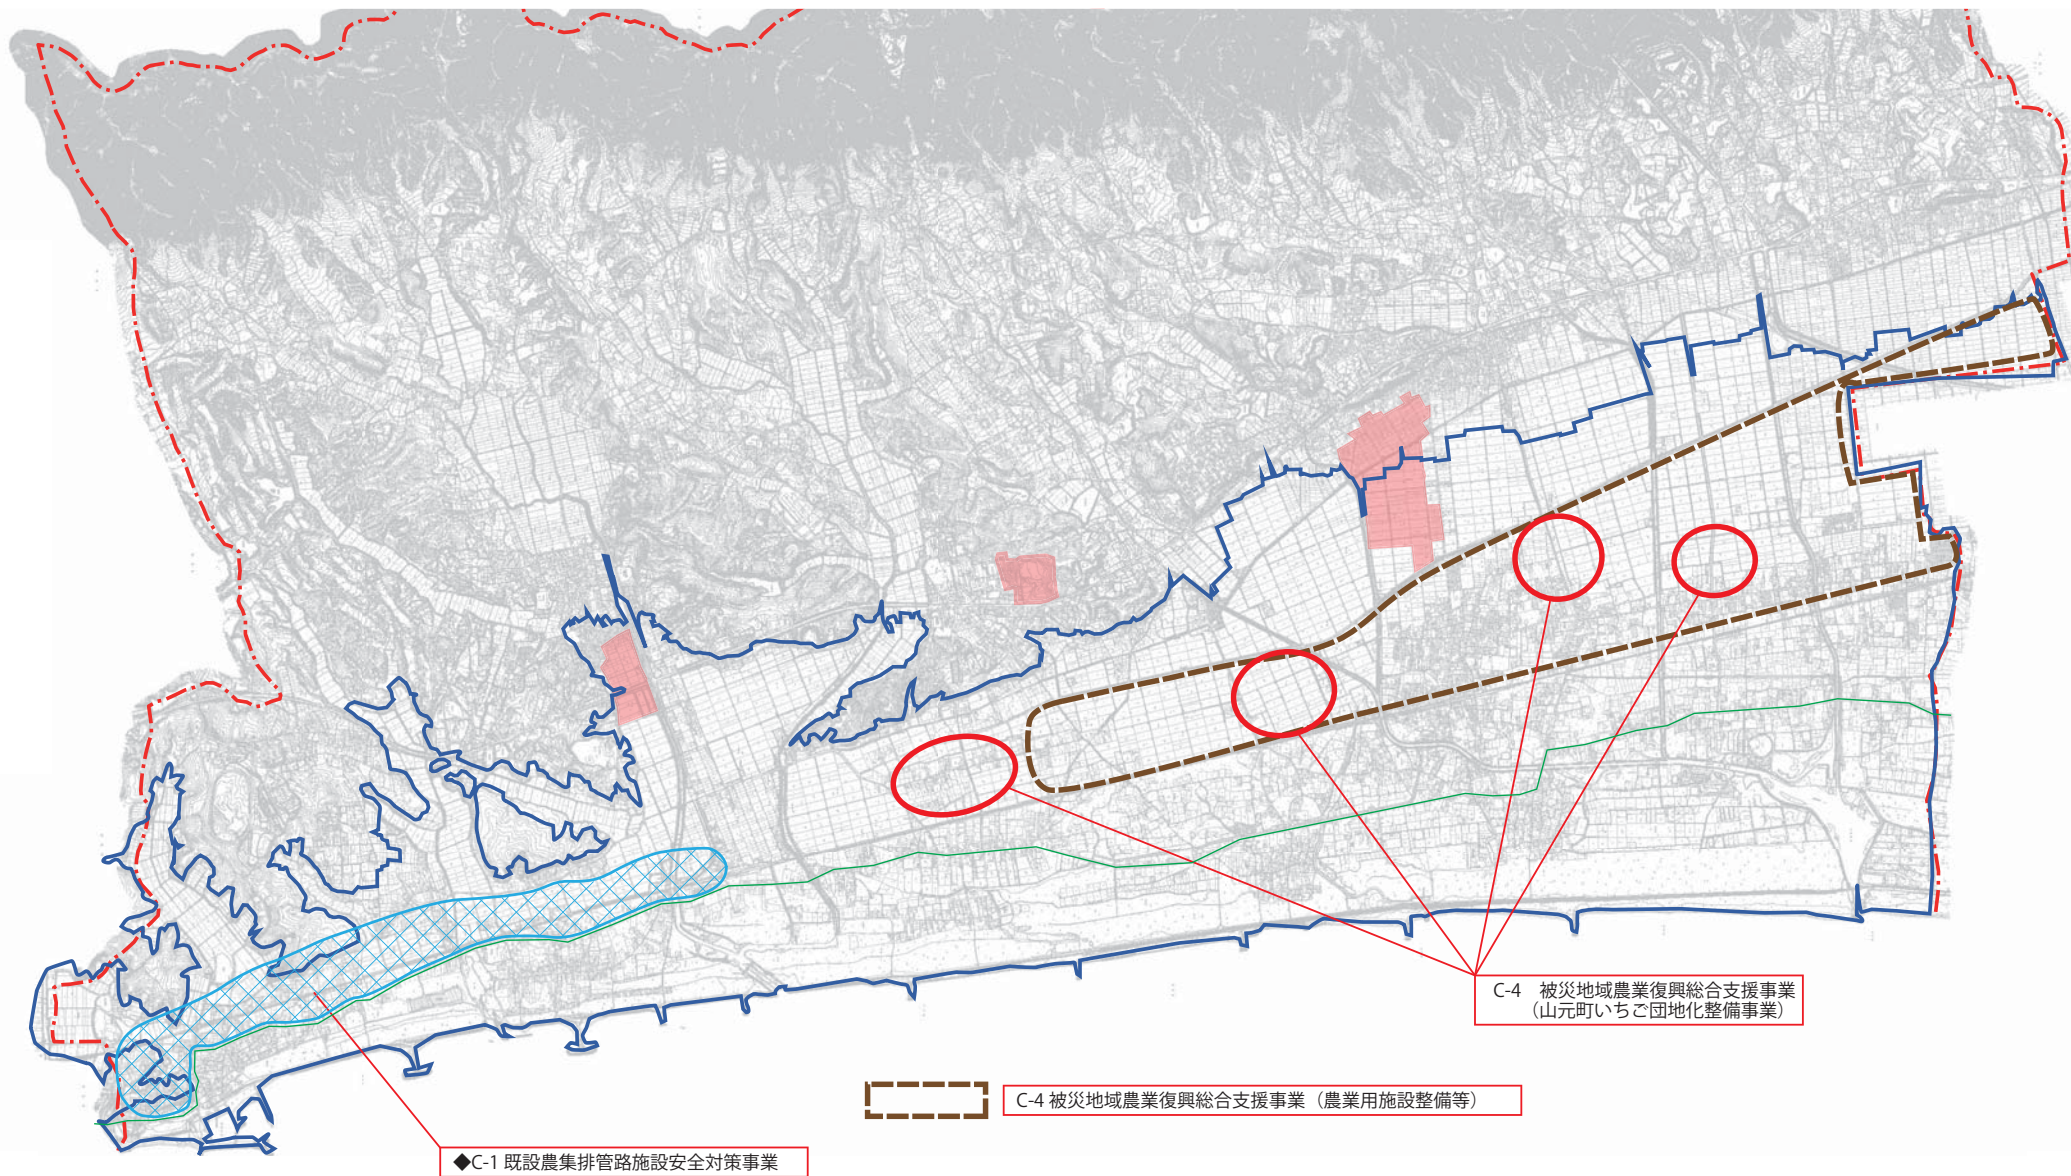 C-4　被災地域農業復興総合支援事業
（山元町いちご団地化整備事業）
C-4 被災地域農業復興総合支援事業（農業用施設整備等）
◆C-1 既設農集排管路施設安全対策事業